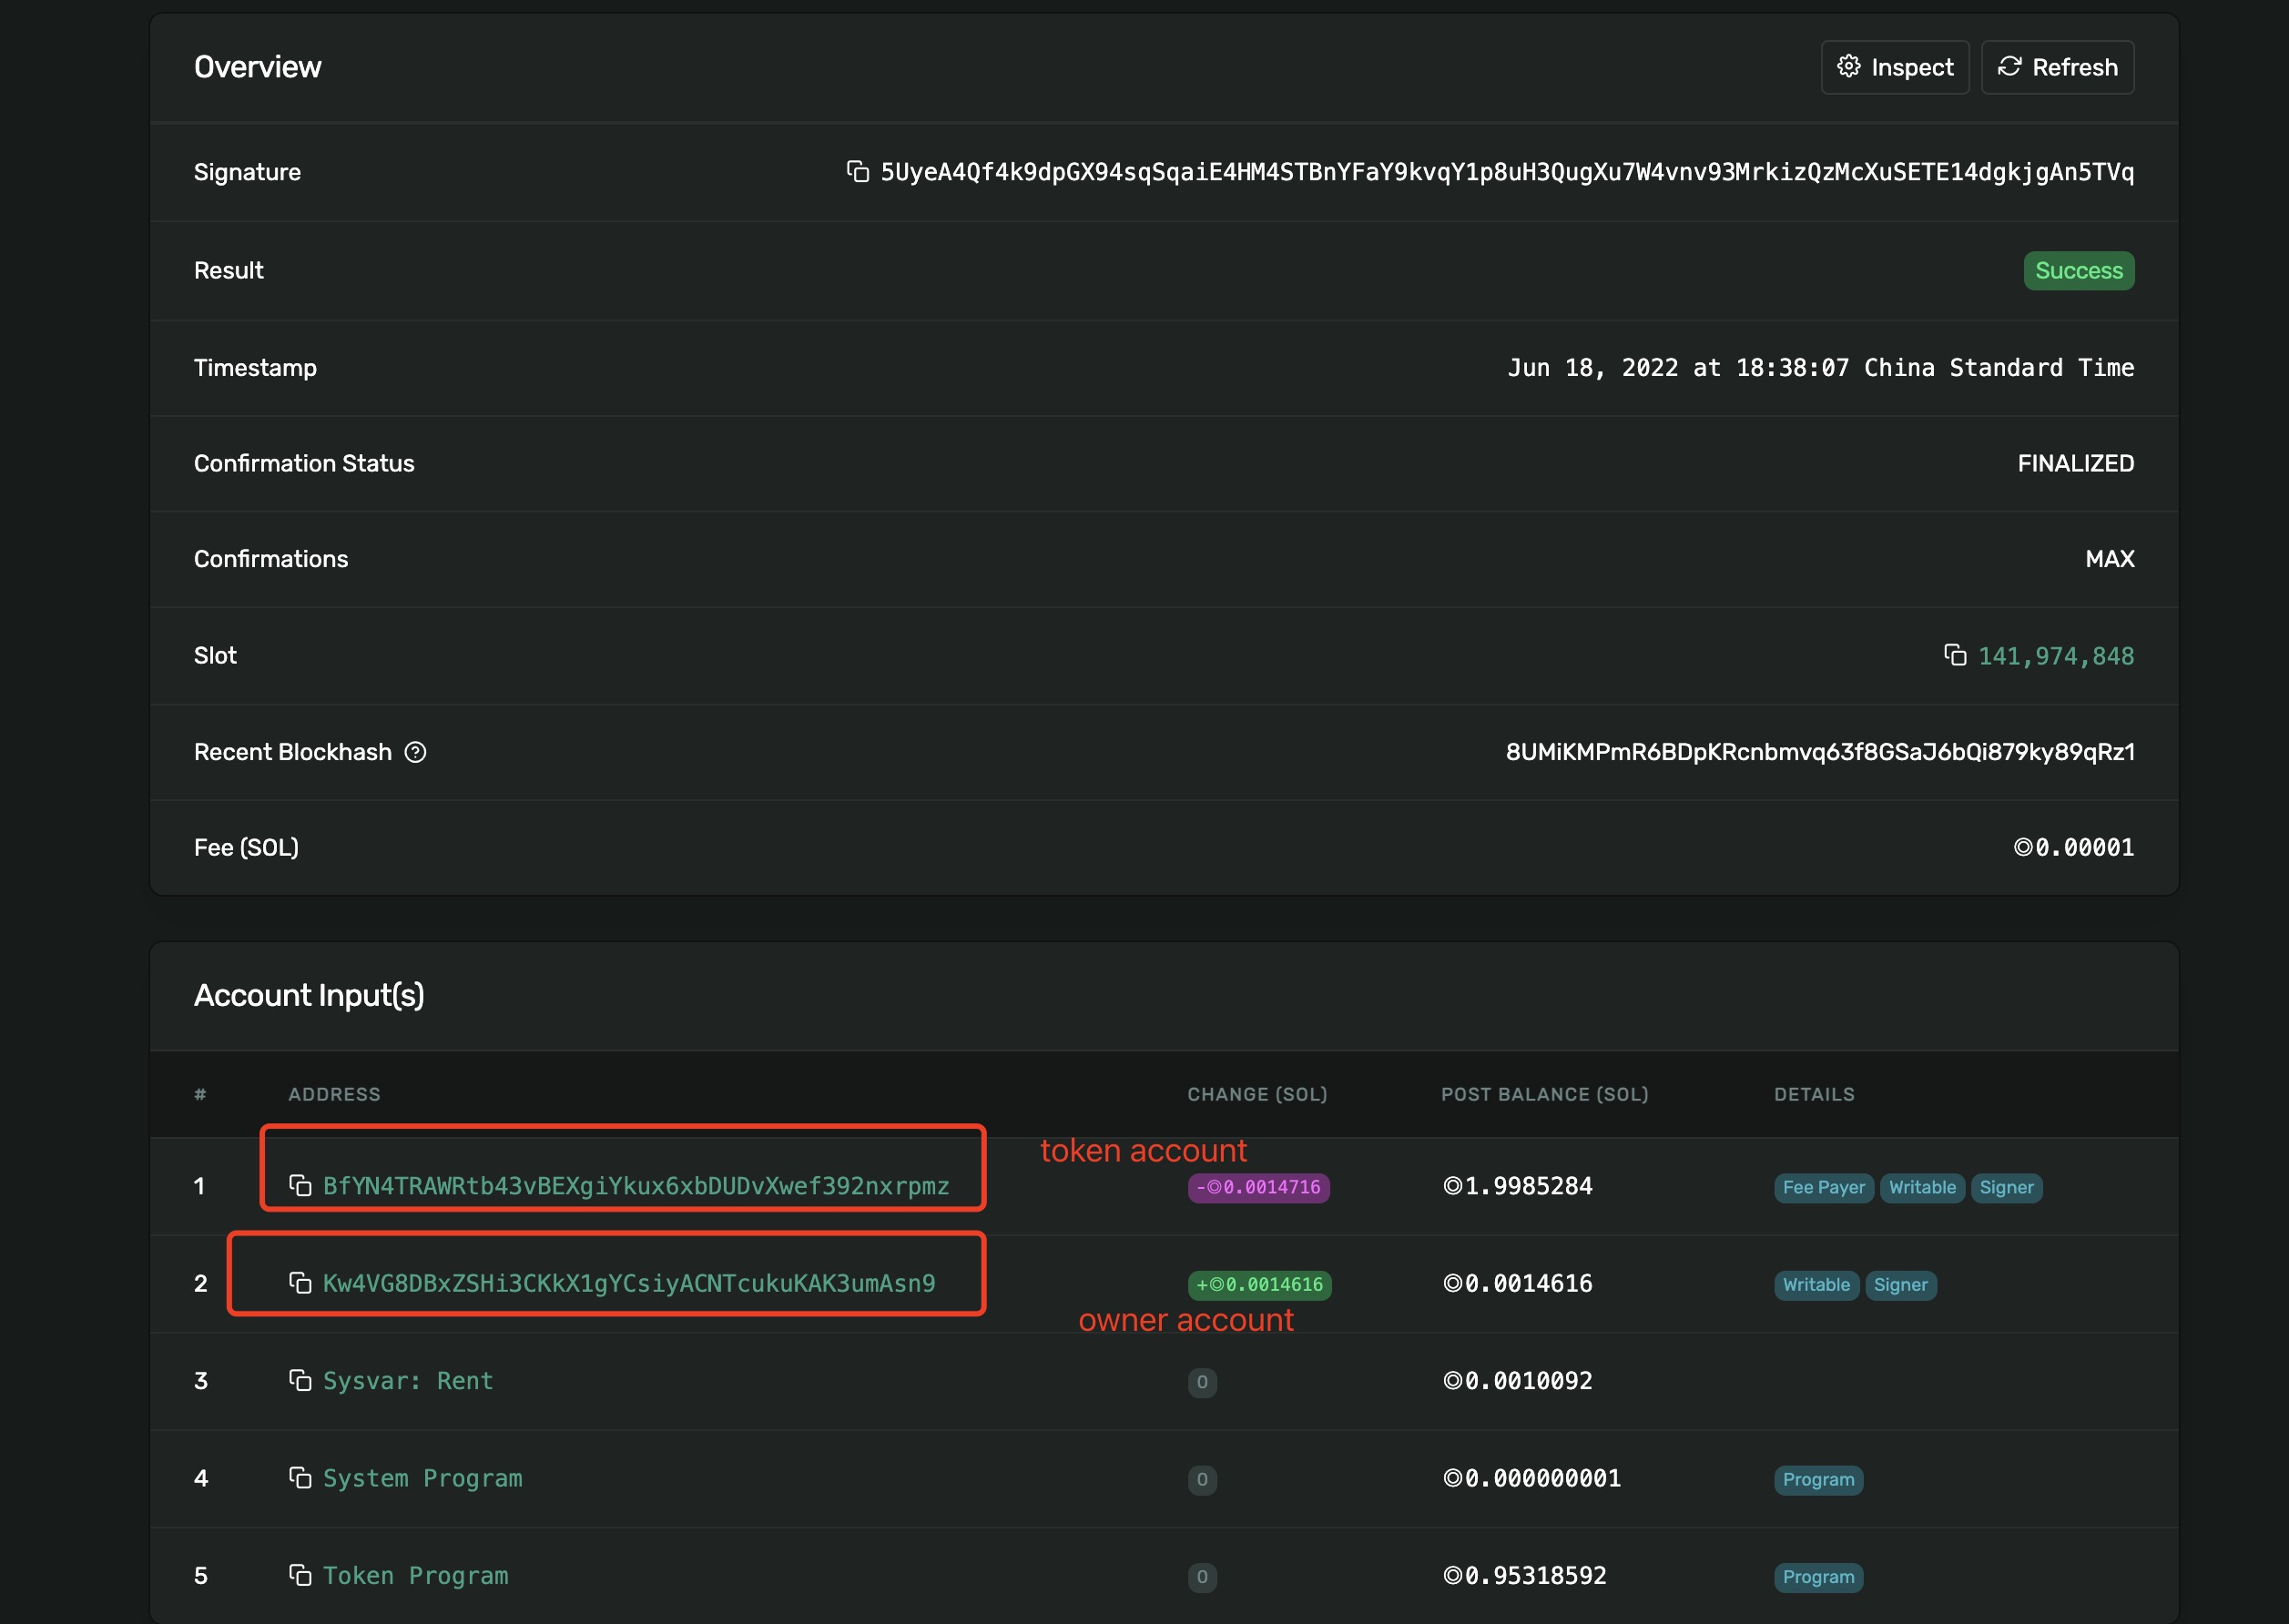 Overview
Inspect
Refresh
Signature
5UyeA4Qf4k9dpGX94sqSqaiE4HM4STBnYFaY9kvqY1p8uH3QugXu7W4vnv93MrkizQzMcXuSETE14dgkjgAn5TVq
Result
Success
Timestamp
Jun 18, 2022 at 18:38:07 China Standard Time
Confirmation Status
FINALIZED
Confirmations
MAX
Slot
141,974,848
Recent Blockhash
8UMiKMPmR6BDpKRcnbmvq63f8GSaJ6bQi879ky89qRz1
Fee (SOL)
◎0.00001
Account Input(s)
# ADDRESS CHANGE (SOL) POST BALANCE (SOL) DETAILS
token account
1 BfYN4TRAWRtb43vBEXgiYkux6xbDUDvXwef392nxrpmz -◎0.0014716 ◎1.9985284 Fee Payer Writable Signer
2 Kw4VG8DBxZSHi3CKkX1gYCsiyACNTcukuKAK3umAsn9 +◎0.0014616 ◎0.0014616 Writable Signer
owner account
3 Sysvar: Rent 0 ◎0.0010092
4 System Program 0 ◎0.000000001 Program
5 Token Program 0 ◎0.95318592 Program